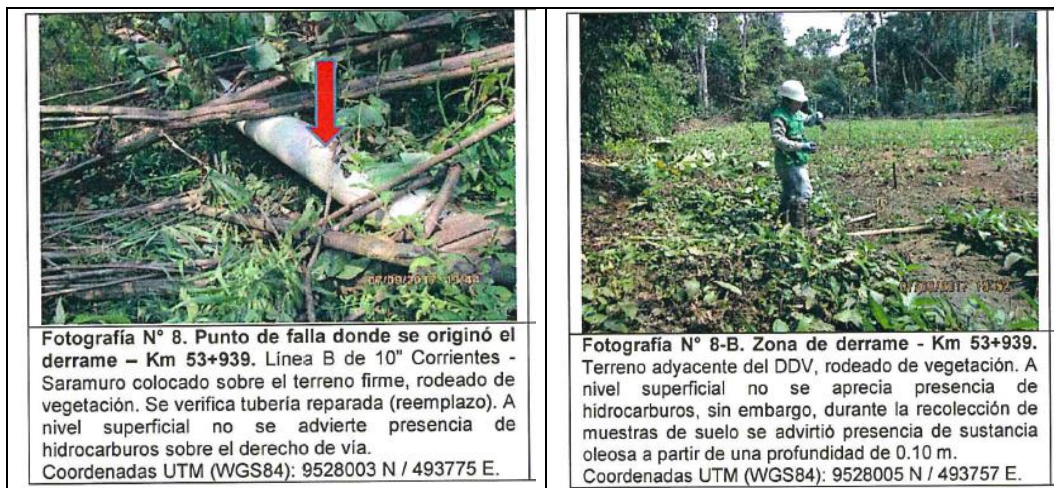 Fotografía N° 8. Punto de falla donde se originó el
derrame – Km 53+939. Línea B de 10" Corrientes -
Saramuro colocado sobre el terreno firme, rodeado de
vegetación. Se verifica tubería reparada (reemplazo). A
nivel superficial no se advierte presencia de
hidrocarburos sobre el derecho de vía.
Coordenadas UTM (WGS84): 9528003 N / 493775 E.
Fotografía N° 8-B. Zona de derrame - Km 53+939.
Terreno adyacente del DDV, rodeado de vegetación. A
nivel superficial no se aprecia presencia de
hidrocarburos, sin embargo, durante la recolección de
muestras de suelo se advirtió presencia de sustancia
oleosa a partir de una profundidad de 0.10 m.
Coordenadas UTM (WGS84): 9528005 N / 493757 E.